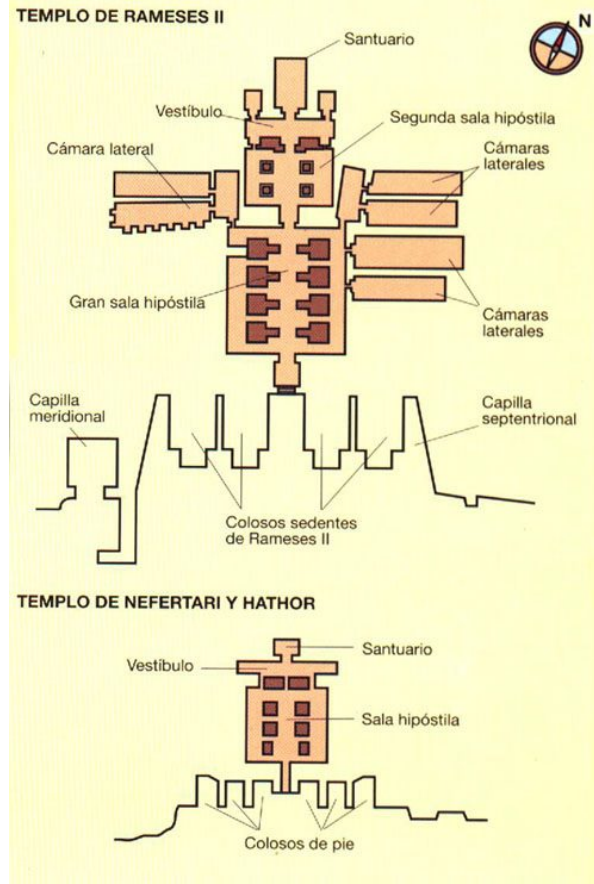 TEMPLO DE RAMESES II
N
Santuario
Vestíbulo
Segunda sala hipóstila
Cámara lateral
Cámaras
laterales
Gran sala hipóstila
Cámaras
laterales
Capilla
meridional
Capilla
septentrional
Colosos sedentes
de Rameses II
TEMPLO DE NEFERTARI Y HATHOR
Santuario
Vestíbulo
Sala hipóstila
Colosos de pie